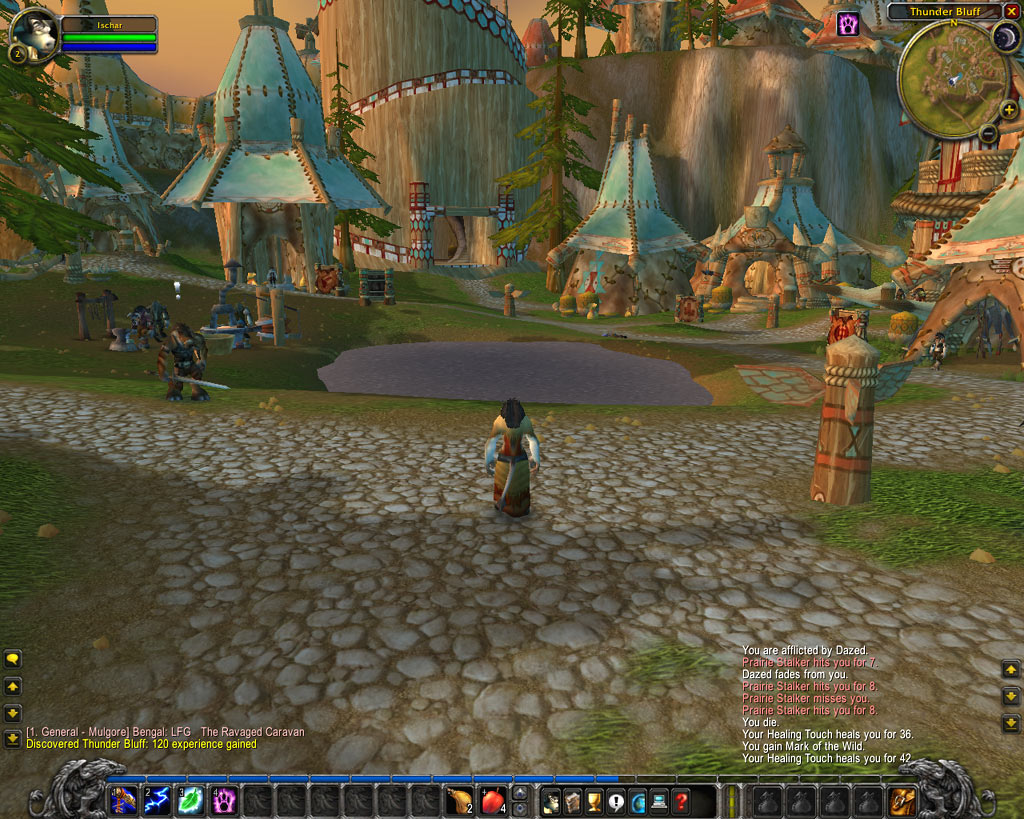 Ischar
2
Thunder Bluff
N
You are afflicted by Dazed.
Prairie Stalker hits you for 7.
Dazed fades from you.
Prairie Stalker hits you for 8.
Prairie Stalker misses you.
Prairie Stalker hits you for 8.
You die.
Your Healing Touch heals you for 36.
You gain Mark of the Wild.
Your Healing Touch heals you for 42.
[1. General - Mulgore] Bengal: LFG The Ravaged Caravan
Discovered Thunder Bluff: 120 experience gained
1 2 3 4 2 4